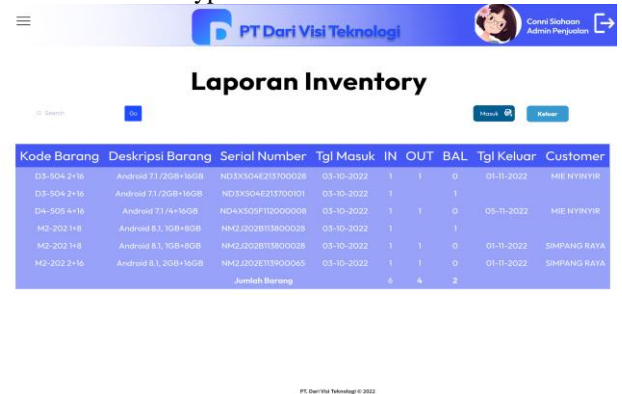 PT Dari Visi Teknologi
Conni Siahaan
Admin Penjualan
Laporan Inventory
Search
Go
Masuk
Keluar
Kode Barang Deskripsi Barang Serial Number Tgl Masuk IN OUT BAL Tgl Keluar Customer
D3-504 2+16 Android 7.1 /2GB+16GB ND3X504E213700028 03-10-2022 1 1 0 01-11-2022 MIE NYINYIR
D3-504 2+16 Android 7.1 /2GB+16GB ND3X504E213700101 03-10-2022 1 1
D4-505 4+16 Android 7.1 /4+16GB ND4X505F112000008 03-10-2022 1 1 0 05-11-2022 MIE NYINYIR
M2-202 1+8 Android 8.1, 1GB+8GB NM2J202B113800028 03-10-2022 1 1
M2-202 1+8 Android 8.1, 1GB+8GB NM2J202B113800028 03-10-2022 1 1 0 01-11-2022 SIMPANG RAYA
M2-202 2+16 Android 8.1, 2GB+16GB NM2J202E113900065 03-10-2022 1 1 0 01-11-2022 SIMPANG RAYA
Jumlah Barang 6 4 2
PT. Dari Visi Teknologi © 2022